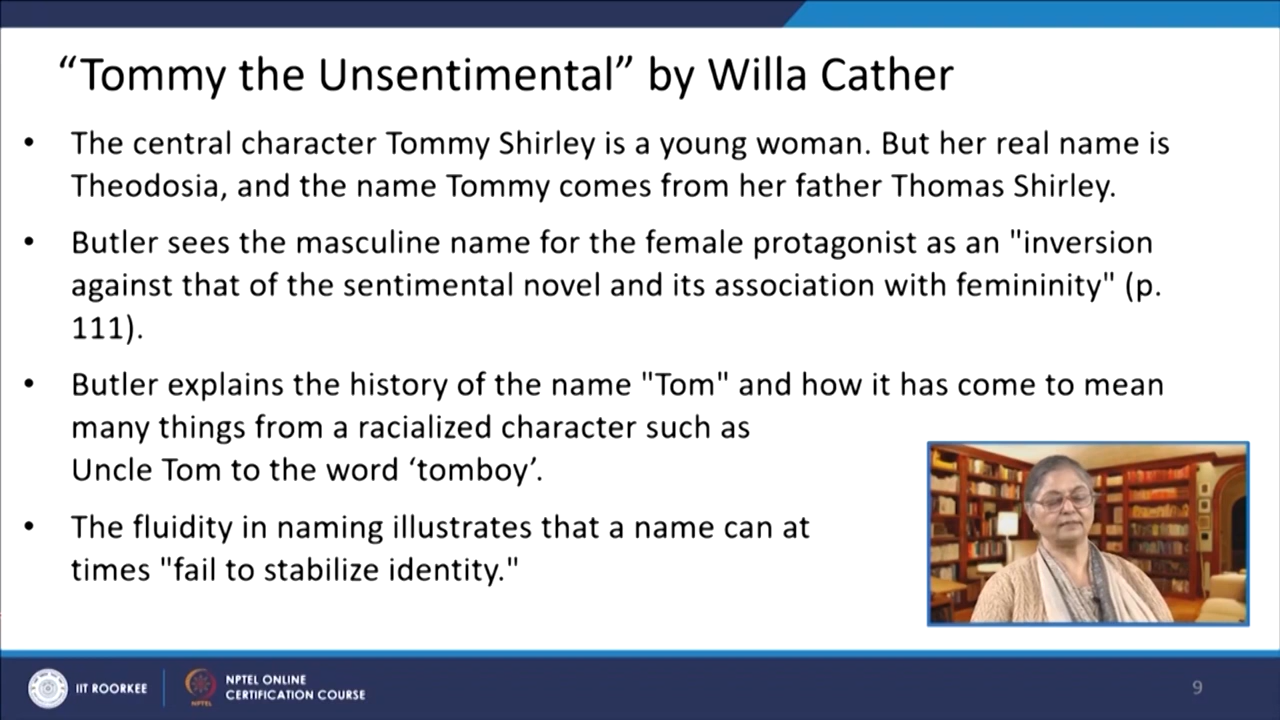 “Tommy the Unsentimental” by Willa Cather
• The central character Tommy Shirley is a young woman. But her real name is
Theodosia, and the name Tommy comes from her father Thomas Shirley.
• Butler sees the masculine name for the female protagonist as an "inversion
against that of the sentimental novel and its association with femininity" (p.
111).
• Butler explains the history of the name "Tom" and how it has come to mean
many things from a racialized character such as
Uncle Tom to the word ‘tomboy’.
• The fluidity in naming illustrates that a name can at
times "fail to stabilize identity."
IIT ROORKEE
NPTEL
NPTEL ONLINE
CERTIFICATION COURSE
9